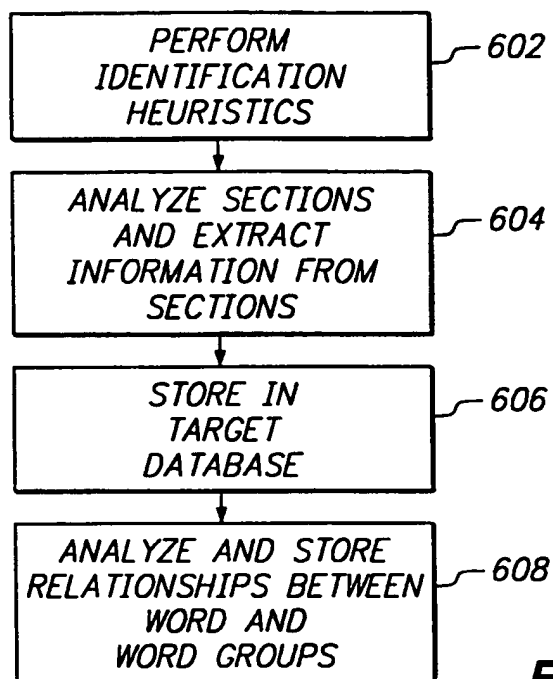 PERFORM
IDENTIFICATION
HEURISTICS
602
ANALYZE SECTIONS
AND EXTRACT
INFORMATION FROM
SECTIONS
604
STORE IN
TARGET
DATABASE
606
ANALYZE AND STORE
RELATIONSHIPS BETWEEN
WORD AND
WORD GROUPS
608